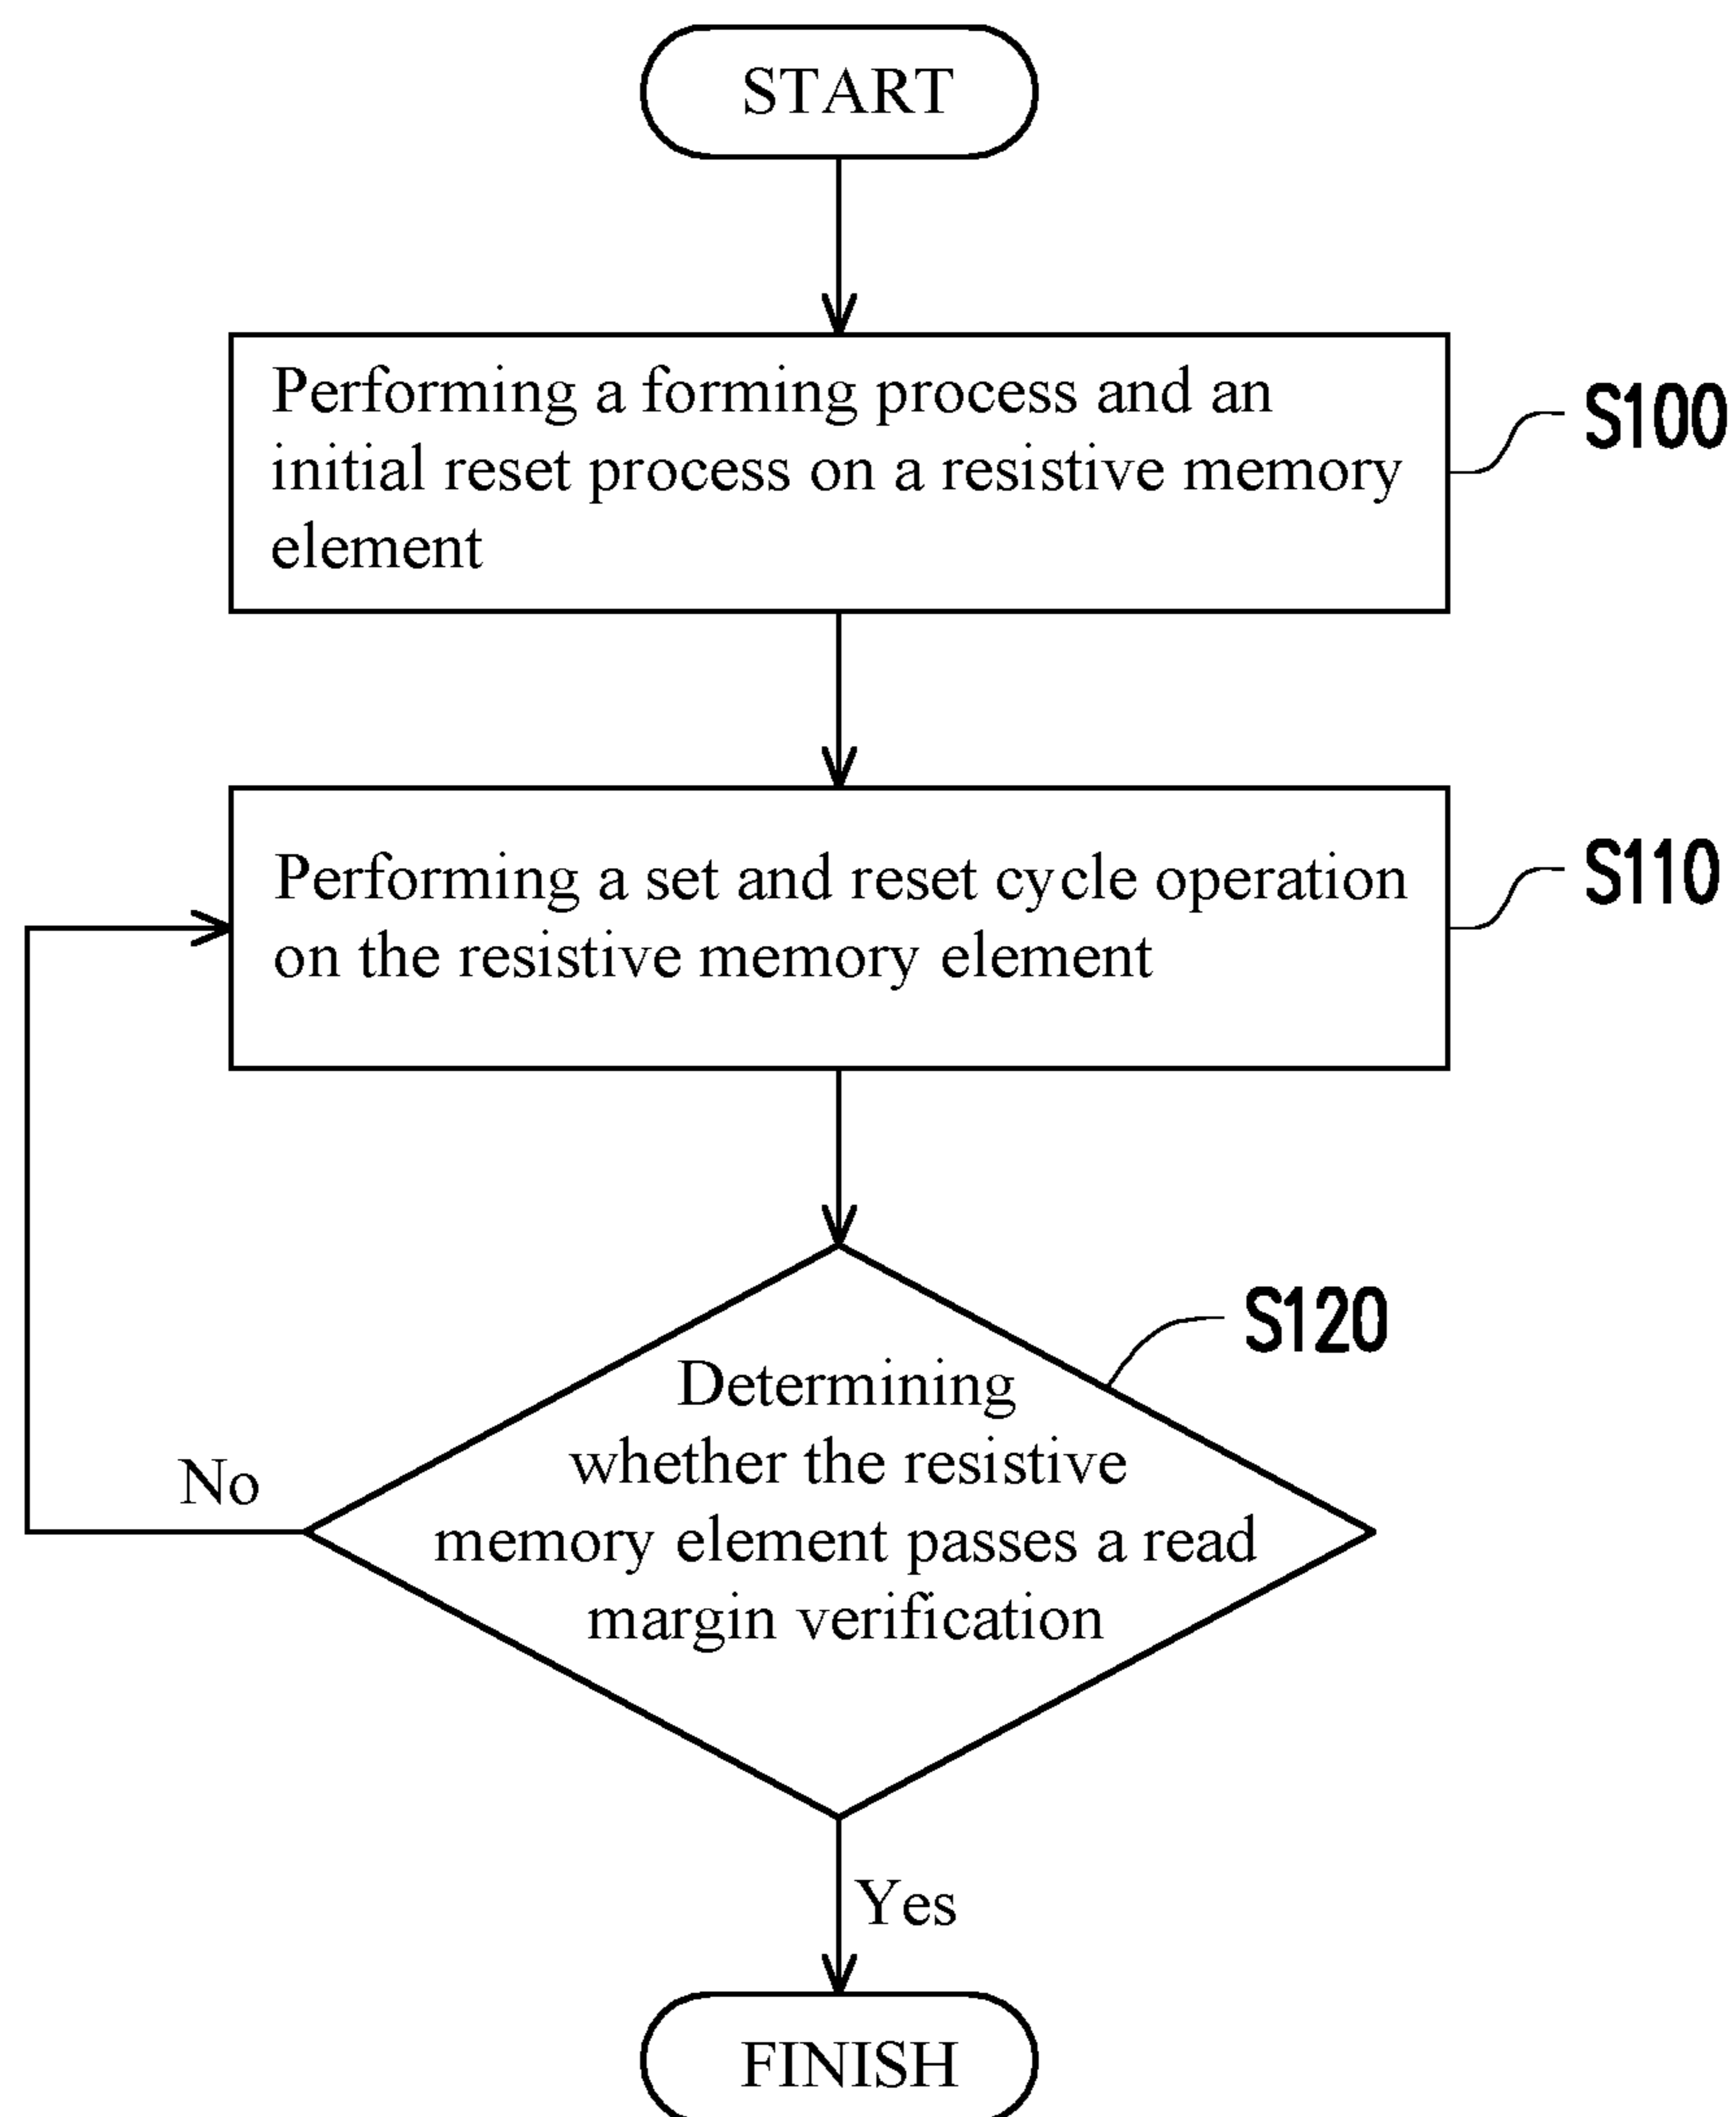 START
Performing a forming process and an
initial reset process on a resistive memory
element
S100
Performing a set and reset cycle operation
on the resistive memory element
S110
S120
Determining
whether the resistive
memory element passes a read
margin verification
No
Yes
FINISH